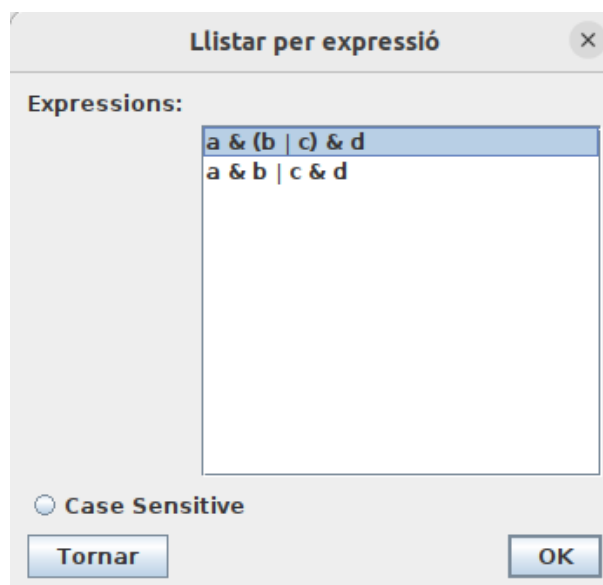 Llistar per expressió
Expressions:
a & (b | c) & d
a & b | c & d
Case Sensitive
Tornar
OK